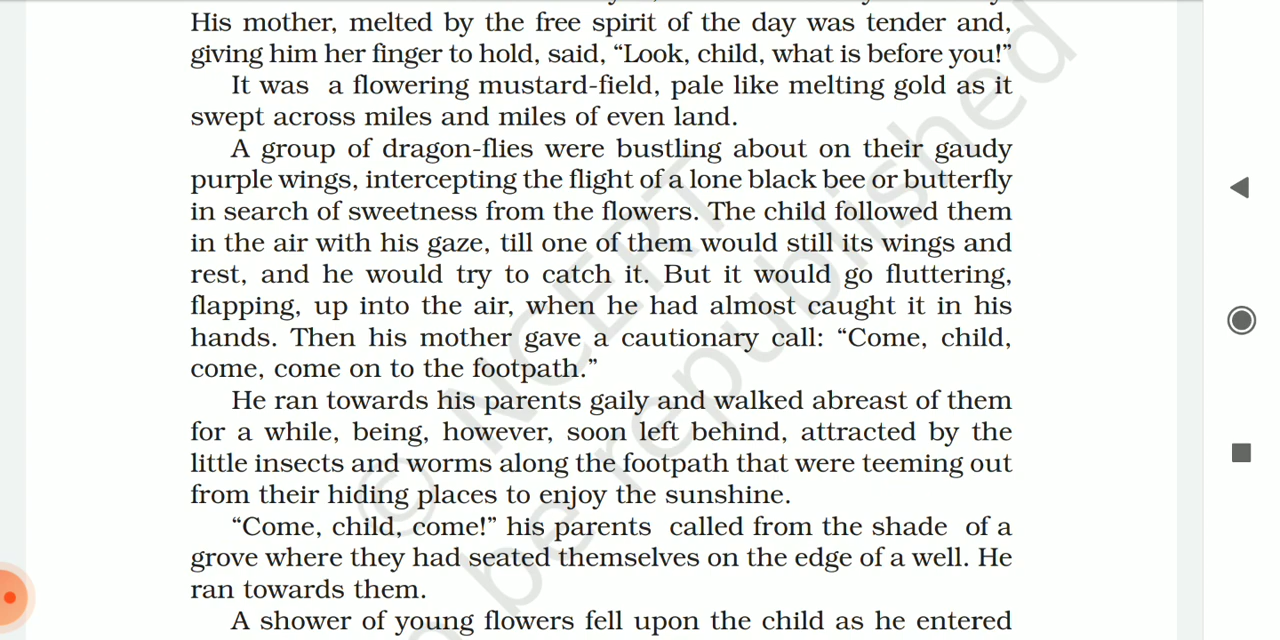 His mother, melted by the free spirit of the day was tender and,
giving him her finger to hold, said, “Look, child, what is before you!”
It was a flowering mustard-field, pale like melting gold as it
swept across miles and miles of even land.
A group of dragon-flies were bustling about on their gaudy
purple wings, intercepting the flight of a lone black bee or butterfly
in search of sweetness from the flowers. The child followed them
in the air with his gaze, till one of them would still its wings and
rest, and he would try to catch it. But it would go fluttering,
flapping, up into the air, when he had almost caught it in his
hands. Then his mother gave a cautionary call: “Come, child,
come, come on to the footpath.”
He ran towards his parents gaily and walked abreast of them
for a while, being, however, soon left behind, attracted by the
little insects and worms along the footpath that were teeming out
from their hiding places to enjoy the sunshine.
“Come, child, come!” his parents called from the shade of a
grove where they had seated themselves on the edge of a well. He
ran towards them.
A shower of young flowers fell upon the child as he entered
© NCERT
be republished